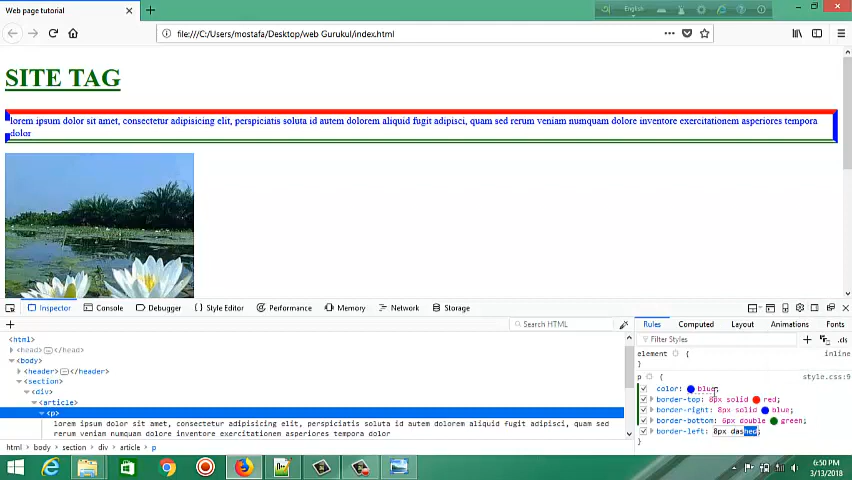 Web page tutorial
English
file:///C:/Users/mostafa/Desktop/web Gurukul/index.html
SITE TAG
lorem ipsum dolor sit amet, consectetur adipisicing elit, perspiciatis soluta id autem dolorem aliquid fugit adipisci, quam sed rerum veniam numquam dolore inventore exercitationem asperiores tempora
dolor
Inspector Console Debugger Style Editor Performance Memory Network Storage
Search HTML
Rules Computed Layout Animations Fonts
Filter Styles
.cls
<html>
<head></head>
<body>
<header></header>
<section>
<div>
<article>
<p>
lorem ipsum dolor sit amet, consectetur adipisicing elit, perspiciatis soluta id autem dolorem aliquid fugit
adipisci, quam sed rerum veniam numquam dolore inventore exercitationem asperiores tempora dolor
element {
inline
}
p {
style.css:9
color: blue;
border-top: 8px solid red;
border-right: 8px solid blue;
border-bottom: 6px double green;
border-left: 8px dashed;
}
html body section div article p
6:50 PM
3/13/2018